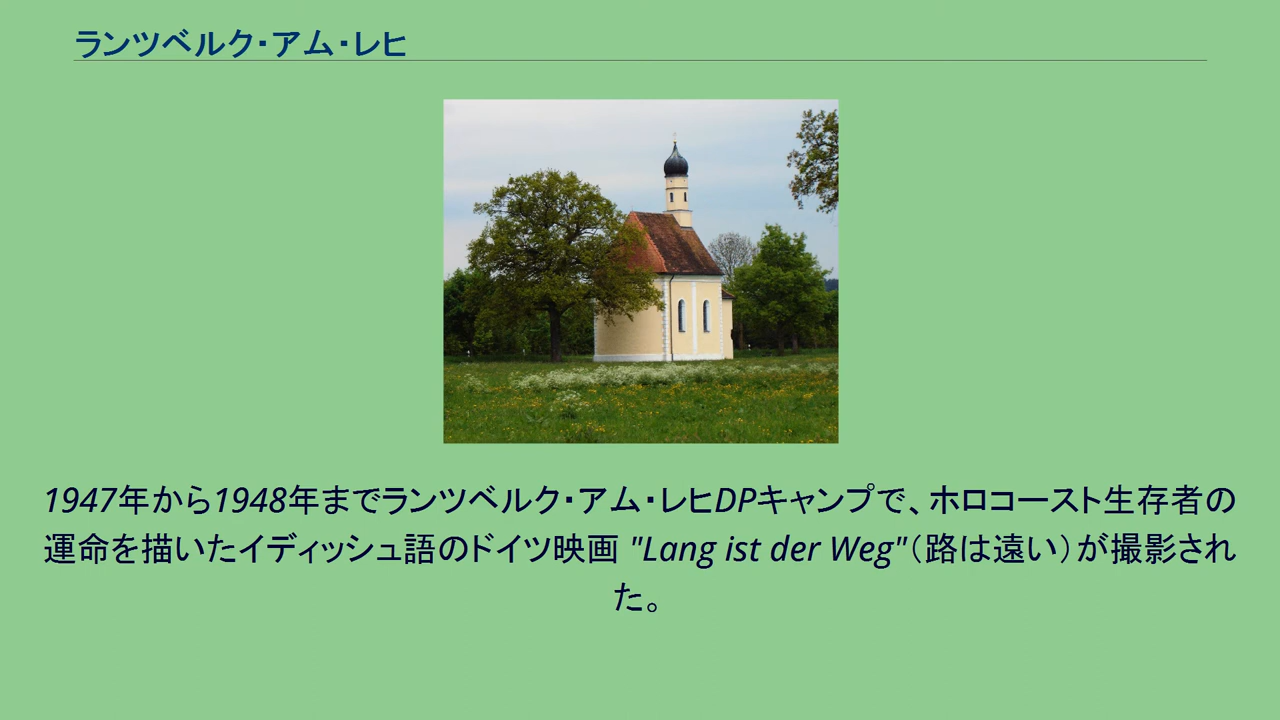 ランツベルク・アム・レヒ
1947年から1948年までランツベルク・アム・レヒDPキャンプで、ホロコースト生存者の
運命を描いたイディッシュ語のドイツ映画 "Lang ist der Weg"（路は遠い）が撮影され
た。